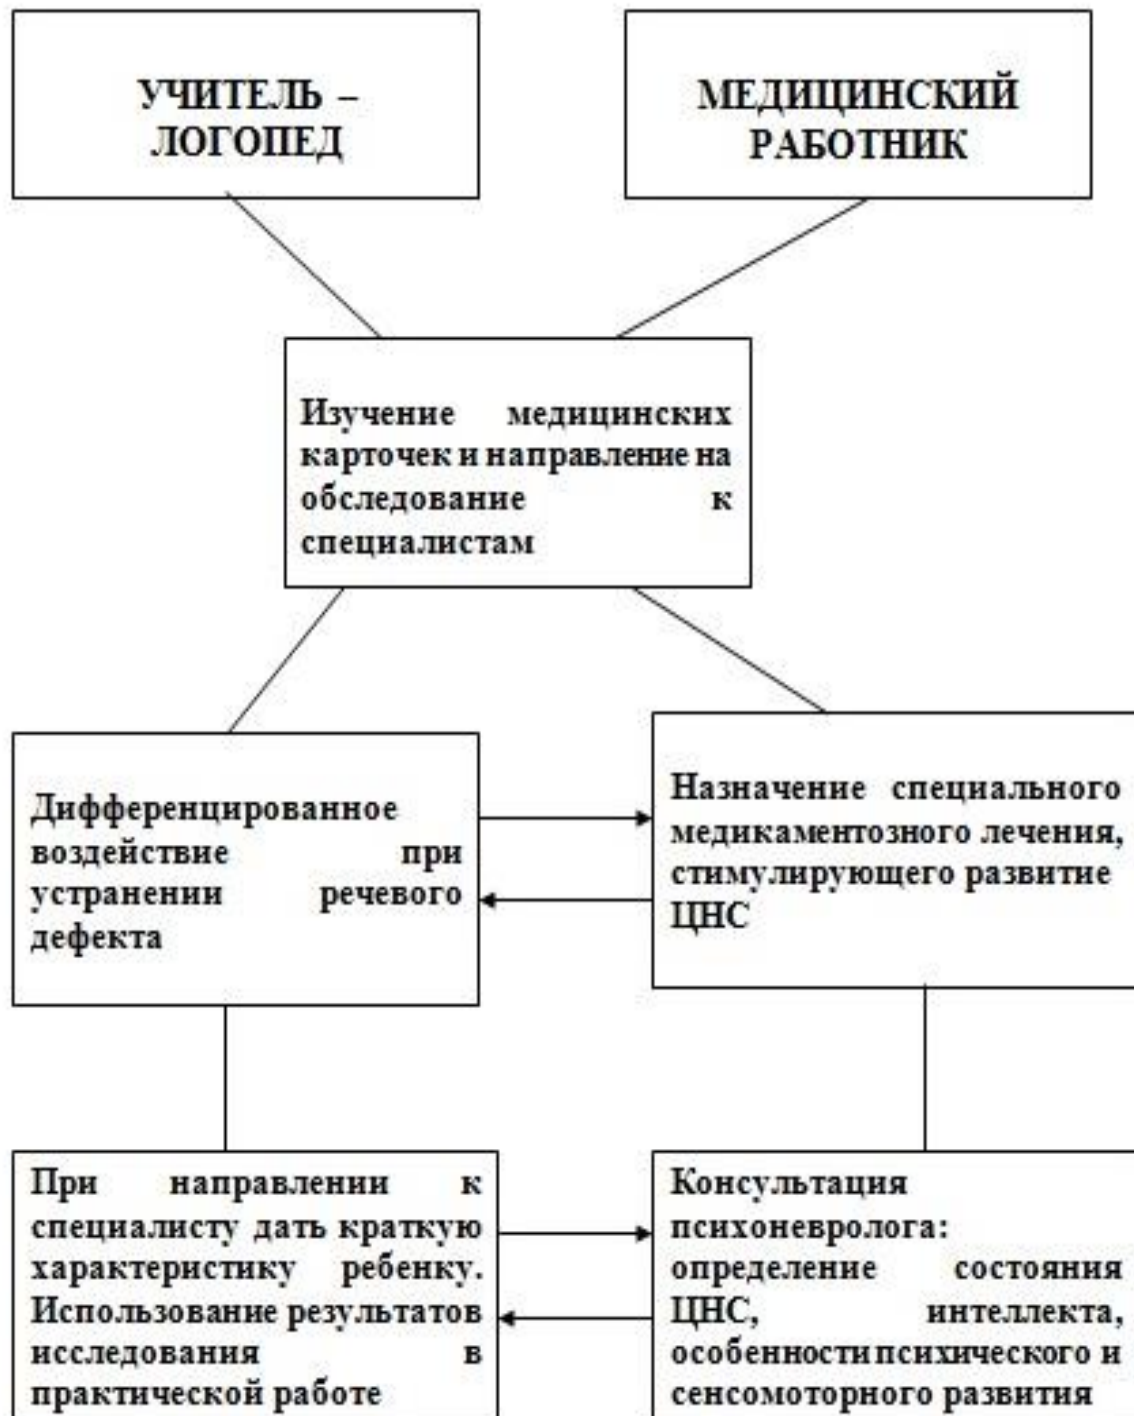 УЧИТЕЛЬ –
ЛОГОПЕД
МЕДИЦИНСКИЙ
РАБОТНИК
Изучение медицинских
карточек и направление на
обследование к
специалистам
Дифференцированное
воздействие при
устранении речевого
дефекта
Назначение специального
медикаментозного лечения,
стимулирующего развитие
ЦНС
При направлении к
специалисту дать краткую
характеристику ребенку.
Использование результатов
исследования в
практической работе
Консультация
психоневролога:
определение состояния
ЦНС, интеллекта,
особенности психического и
сенсомоторного развития